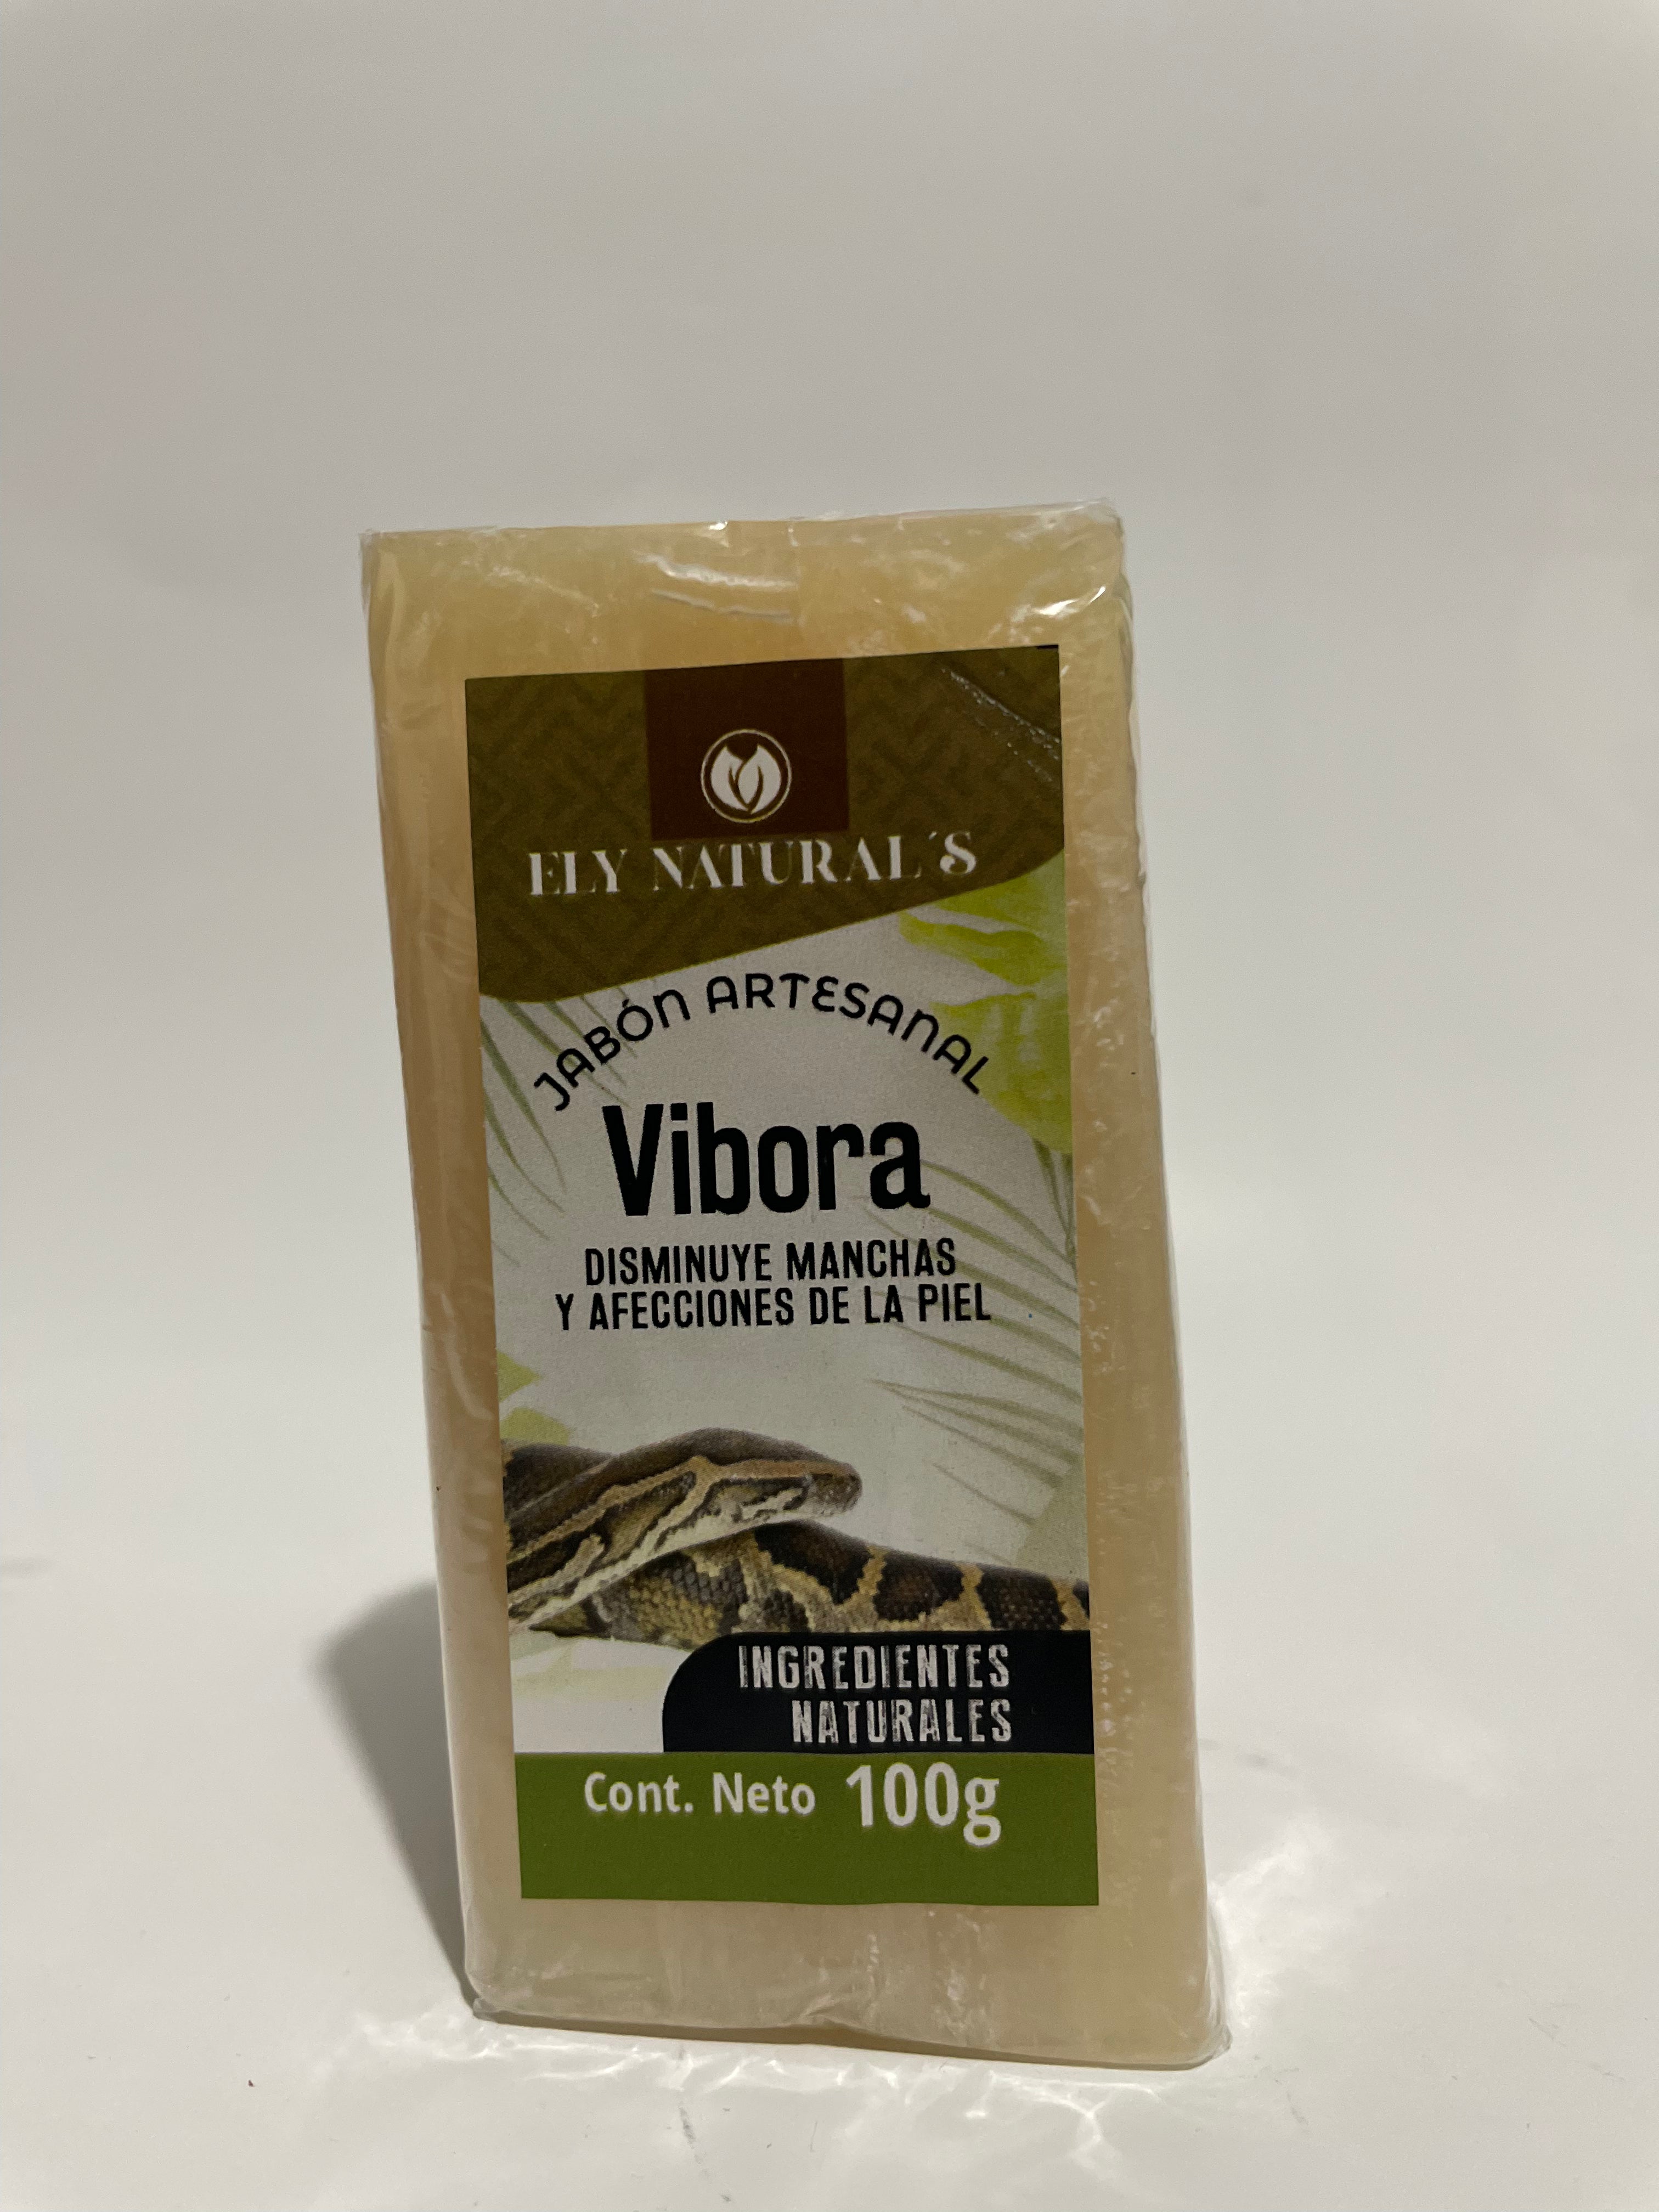 ELY NATURAL´S
JABÓN ARTESANAL
Vibora
DISMINUYE MANCHAS
Y AFECCIONES DE LA PIEL
INGREDIENTES
NATURALES
Cont. Neto 100g